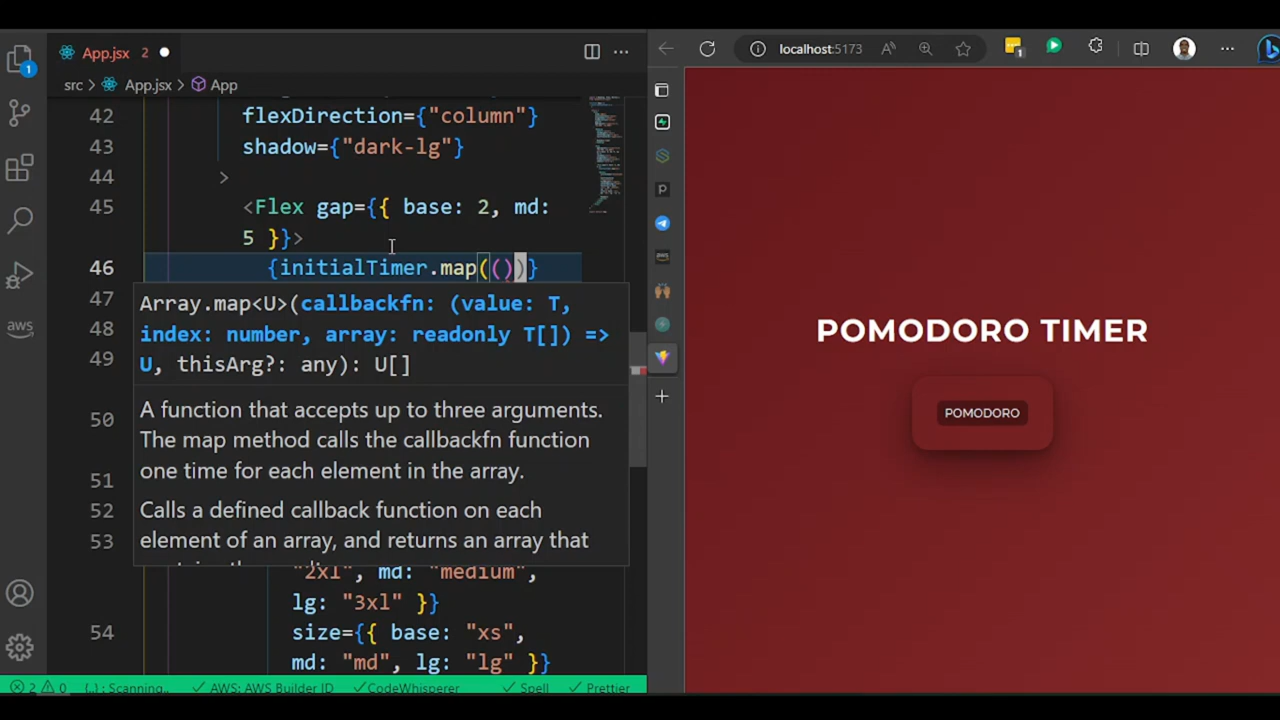 App.jsx 2
src > App.jsx > App
42 flexDirection={"column"}
43 shadow={"dark-lg"}
44 >
45 <Flex gap={{ base: 2, md:
5 }}>
46 {initialTimer.map(())}
47
Array.map<U>(callbackfn: (value: T,
48 index: number, array: readonly T[]) =>
49 U, thisArg?: any): U[]
50 A function that accepts up to three arguments.
The map method calls the callbackfn function
51 one time for each element in the array.
52 Calls a defined callback function on each
53 element of an array, and returns an array that
"2xl", md: "medium",
lg: "3xl" }}
54 size={{ base: "xs",
md: "md", lg: "lg" }}
2 0 (..) : Scanning.. AWS: AWS Builder ID CodeWhisperer Spell Prettier
1
aws
localhost:5173
1
POMODORO TIMER
POMODORO